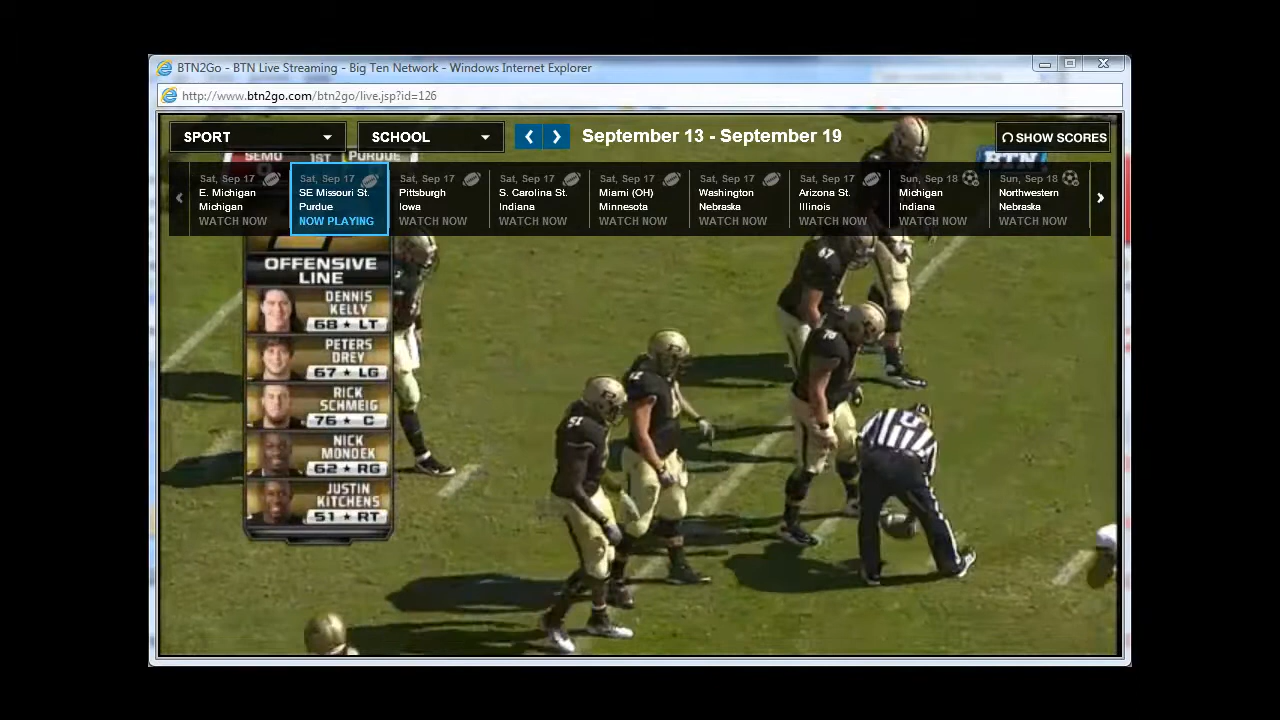 BTN2Go - BTN Live Streaming - Big Ten Network - Windows Internet Explorer
http://www.btn2go.com/btn2go/live.jsp?id=126
SPORT
SCHOOL
September 13 - September 19
SHOW SCORES
SEMO
1ST
PURDUE
BTN
Sat, Sep 17
E. Michigan
Michigan
WATCH NOW
Sat, Sep 17
SE Missouri St.
Purdue
NOW PLAYING
Sat, Sep 17
Pittsburgh
Iowa
WATCH NOW
Sat, Sep 17
S. Carolina St.
Indiana
WATCH NOW
Sat, Sep 17
Miami (OH)
Minnesota
WATCH NOW
Sat, Sep 17
Washington
Nebraska
WATCH NOW
Sat, Sep 17
Arizona St.
Illinois
WATCH NOW
Sun, Sep 18
Michigan
Indiana
WATCH NOW
Sun, Sep 18
Northwestern
Nebraska
WATCH NOW
OFFENSIVE
LINE
DENNIS
KELLY
68 ★ LT
PETERS
DREY
67 ★ LG
RICK
SCHMEIG
76 ★ C
NICK
MONDEK
62 ★ RG
JUSTIN
KITCHENS
51 ★ RT
67
76
51